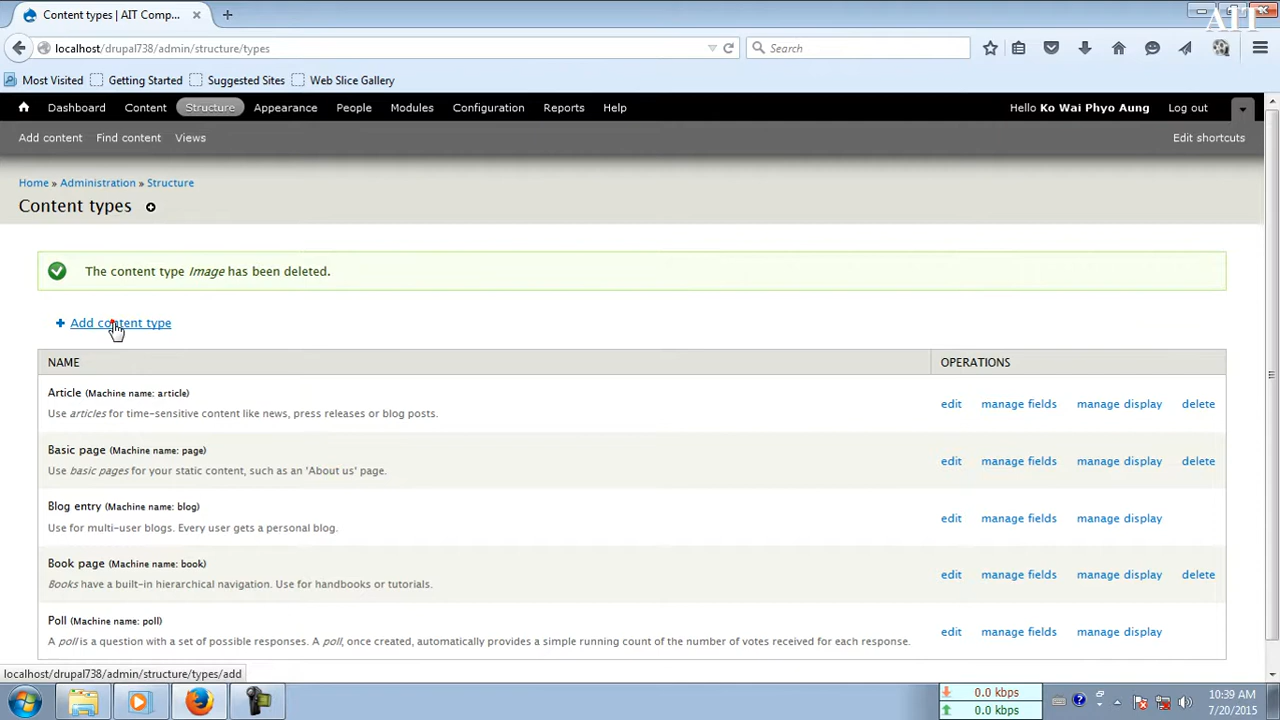 Content types | AIT Comp...
AIT
localhost/drupal738/admin/structure/types
Search
Most Visited Getting Started Suggested Sites Web Slice Gallery
Dashboard Content Structure Appearance People Modules Configuration Reports Help Hello Ko Wai Phyo Aung Log out
Add content Find content Views Edit shortcuts
Home » Administration » Structure
Content types
The content type Image has been deleted.
+ Add content type
NAME OPERATIONS
Article (Machine name: article)
Use articles for time-sensitive content like news, press releases or blog posts.
edit manage fields manage display delete
Basic page (Machine name: page)
Use basic pages for your static content, such as an 'About us' page.
edit manage fields manage display delete
Blog entry (Machine name: blog)
Use for multi-user blogs. Every user gets a personal blog.
edit manage fields manage display
Book page (Machine name: book)
Books have a built-in hierarchical navigation. Use for handbooks or tutorials.
edit manage fields manage display delete
Poll (Machine name: poll)
A poll is a question with a set of possible responses. A poll, once created, automatically provides a simple running count of the number of votes received for each response.
edit manage fields manage display
localhost/drupal738/admin/structure/types/add
0.0 kbps
0.0 kbps
10:39 AM
7/20/2015